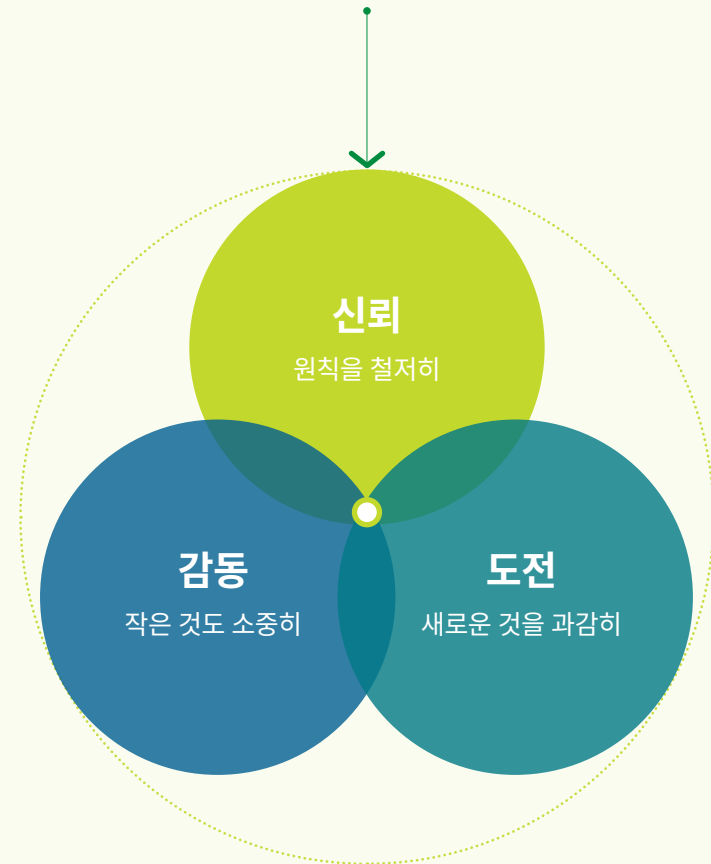 신뢰
원칙을 철저히
감동
작은 것도 소중히
도전
새로운 것을 과감히